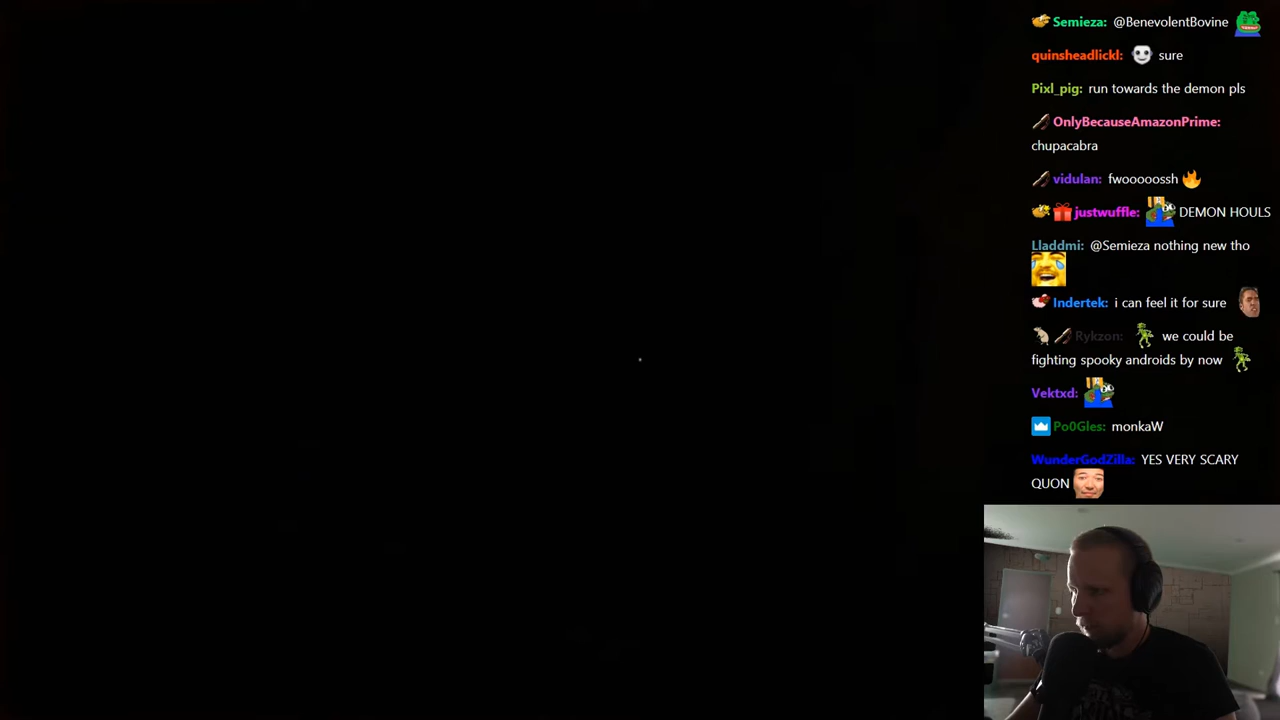 Semieza: @BenevolentBovine
quinsheadlickl: sure
Pixl_pig: run towards the demon pls
OnlyBecauseAmazonPrime:
chupacabra
vidulan: fwooooossh
justwuffle: DEMON HOULS
Lladdmi: @Semieza nothing new tho
Indertek: i can feel it for sure
Rykzon: we could be
fighting spooky androids by now
Vektxd:
Po0Gles: monkaW
WunderGodZilla: YES VERY SCARY
QUON